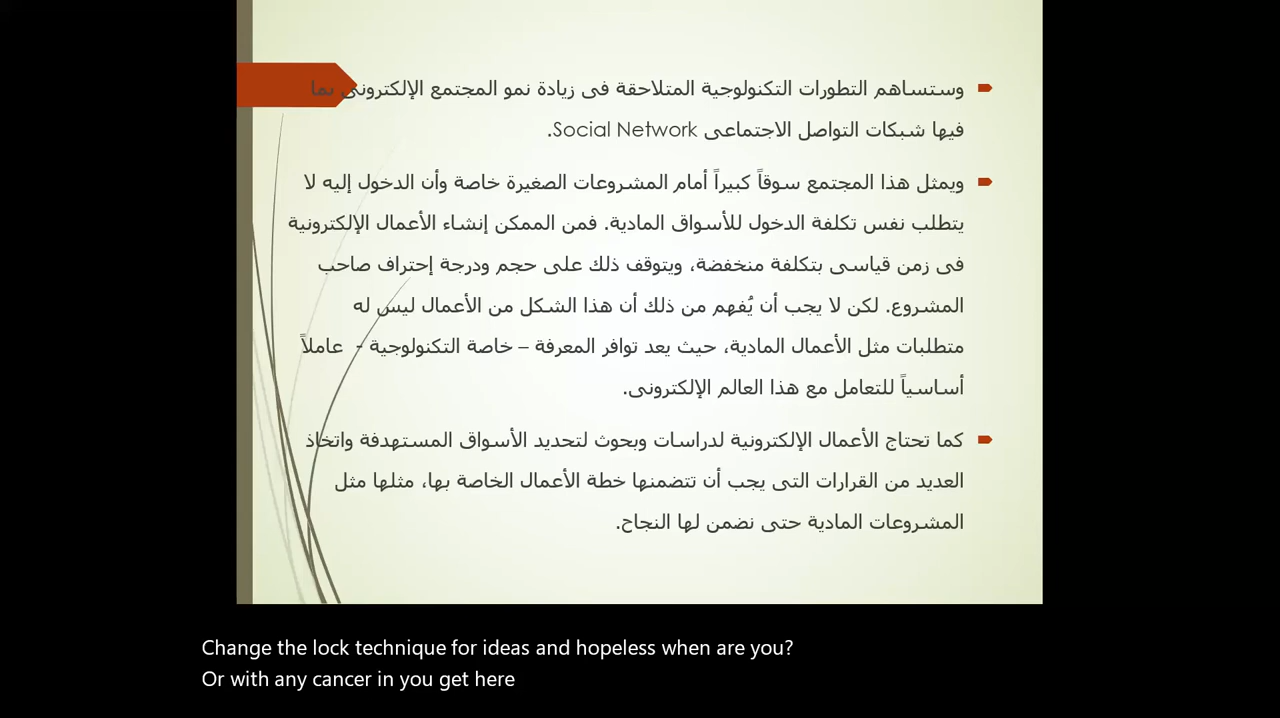 وستساهم التطورات التكنولوجية المتلاحقة فى زيادة نمو المجتمع الإلكترونى بما
فيها شبكات التواصل الاجتماعى Social Network.
ويمثل هذا المجتمع سوقاً كبيراً أمام المشروعات الصغيرة خاصة وأن الدخول إليه لا
يتطلب نفس تكلفة الدخول للأسواق المادية. فمن الممكن إنشاء الأعمال الإلكترونية
فى زمن قياسى بتكلفة منخفضة، ويتوقف ذلك على حجم ودرجة إحتراف صاحب
المشروع. لكن لا يجب أن يُفهم من ذلك أن هذا الشكل من الأعمال ليس له
متطلبات مثل الأعمال المادية، حيث يعد توافر المعرفة – خاصة التكنولوجية - عاملاً
أساسياً للتعامل مع هذا العالم الإلكترونى.
كما تحتاج الأعمال الإلكترونية لدراسات وبحوث لتحديد الأسواق المستهدفة واتخاذ
العديد من القرارات التى يجب أن تتضمنها خطة الأعمال الخاصة بها، مثلها مثل
المشروعات المادية حتى نضمن لها النجاح.
Change the lock technique for ideas and hopeless when are you?
Or with any cancer in you get here